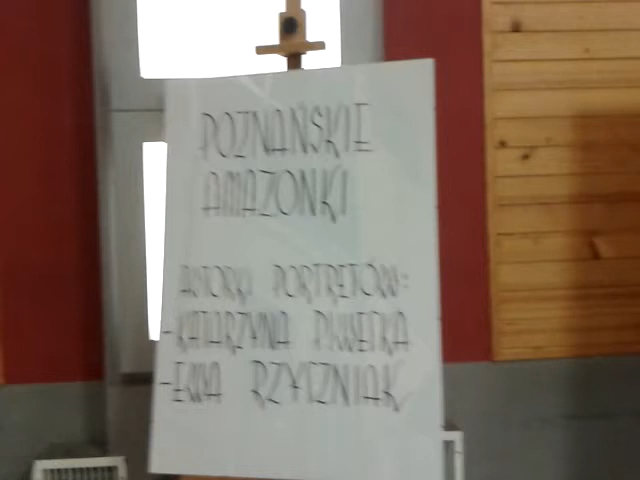 POZNAŃSKIE
AMAZONKI
AUTORKI PORTRETÓW:
-KATARZYNA
-EWA